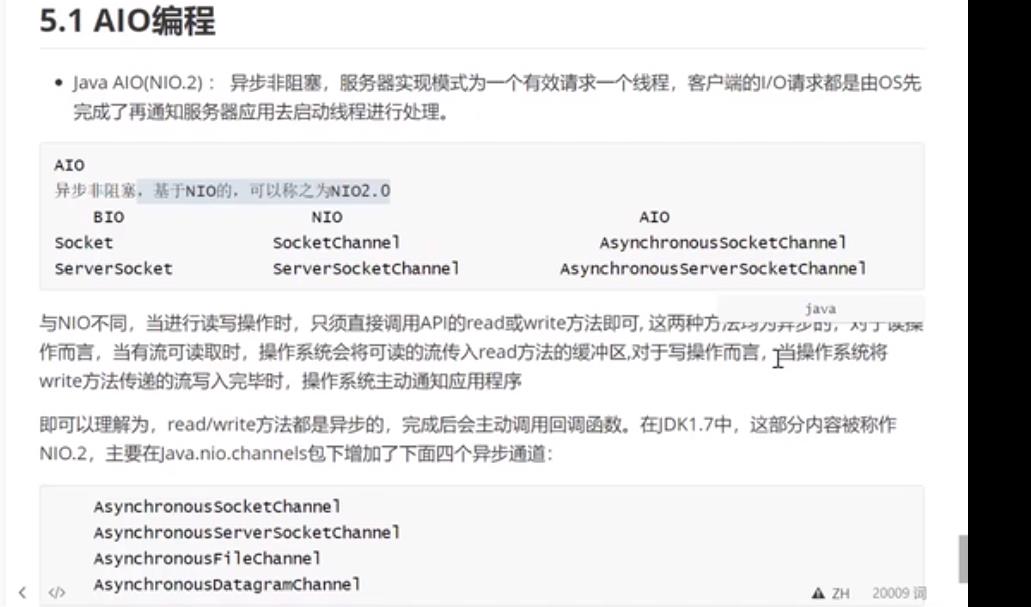 5.1 AIO编程
• Java AIO(NIO.2) : 异步非阻塞，服务器实现模式为一个有效请求一个线程，客户端的I/O请求都是由OS先
完成了再通知服务器应用去启动线程进行处理。
AIO
异步非阻塞，基于NIO的，可以称之为NIO2.0
BIO NIO AIO
Socket SocketChannel AsynchronousSocketChannel
ServerSocket ServerSocketChannel AsynchronousServerSocketChannel
java
与NIO不同，当进行读写操作时，只须直接调用API的read或write方法即可, 这两种方法均为异步的，对于读操
作而言，当有流可读取时，操作系统会将可读的流传入read方法的缓冲区,对于写操作而言，当操作系统将
write方法传递的流写入完毕时，操作系统主动通知应用程序
即可以理解为，read/write方法都是异步的，完成后会主动调用回调函数。在JDK1.7中，这部分内容被称作
NIO.2，主要在Java.nio.channels包下增加了下面四个异步通道：
AsynchronousSocketChannel
AsynchronousServerSocketChannel
AsynchronousFileChannel
AsynchronousDatagramChannel
< </> ZH 20009 词